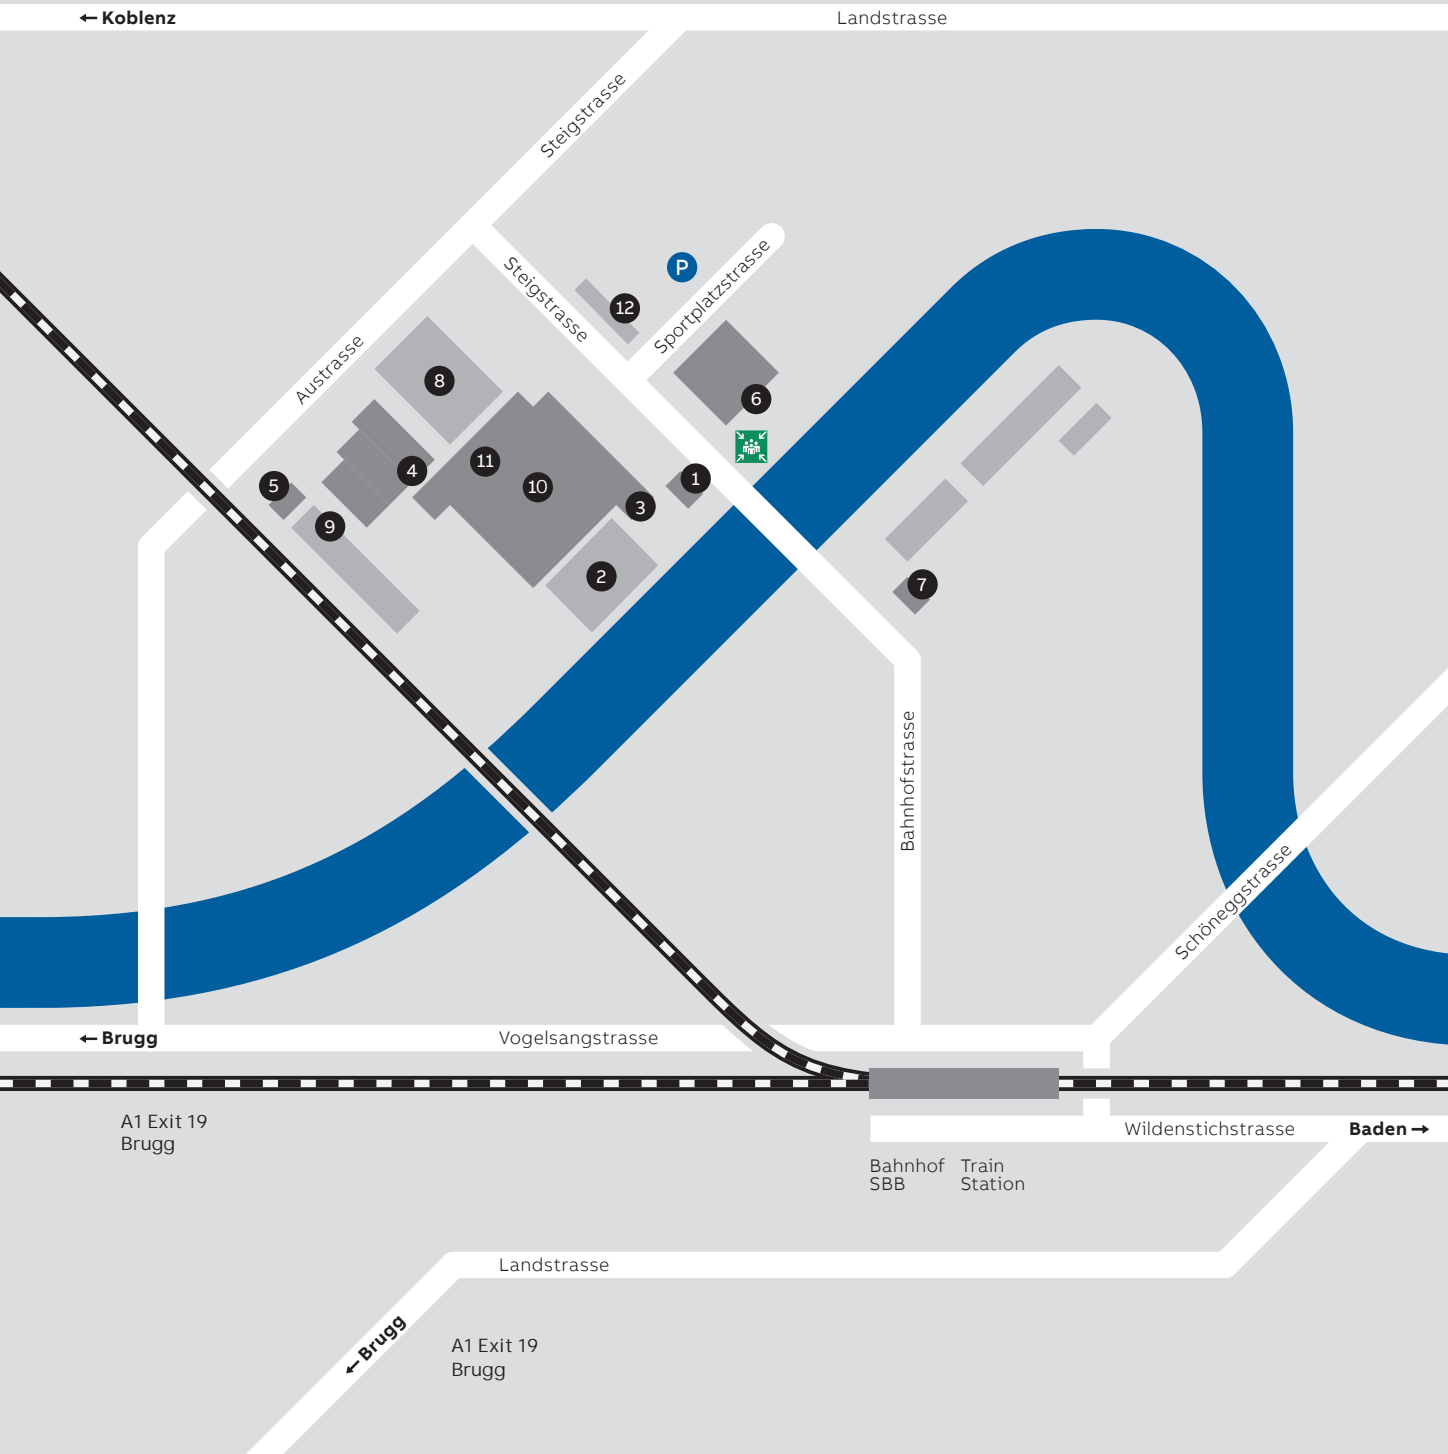 ← Koblenz
Landstrasse
Steigstrasse
Steigstrasse
P
Sportplatzstrasse
12
Austrasse
8
6
11
4
10
1
5
3
9
2
7
Bahnhofstrasse
Schöneggstrasse
← Brugg
Vogelsangstrasse
A1 Exit 19
Brugg
Wildenstichstrasse
Baden →
Bahnhof
SBB
Train
Station
Landstrasse
← Brugg
A1 Exit 19
Brugg